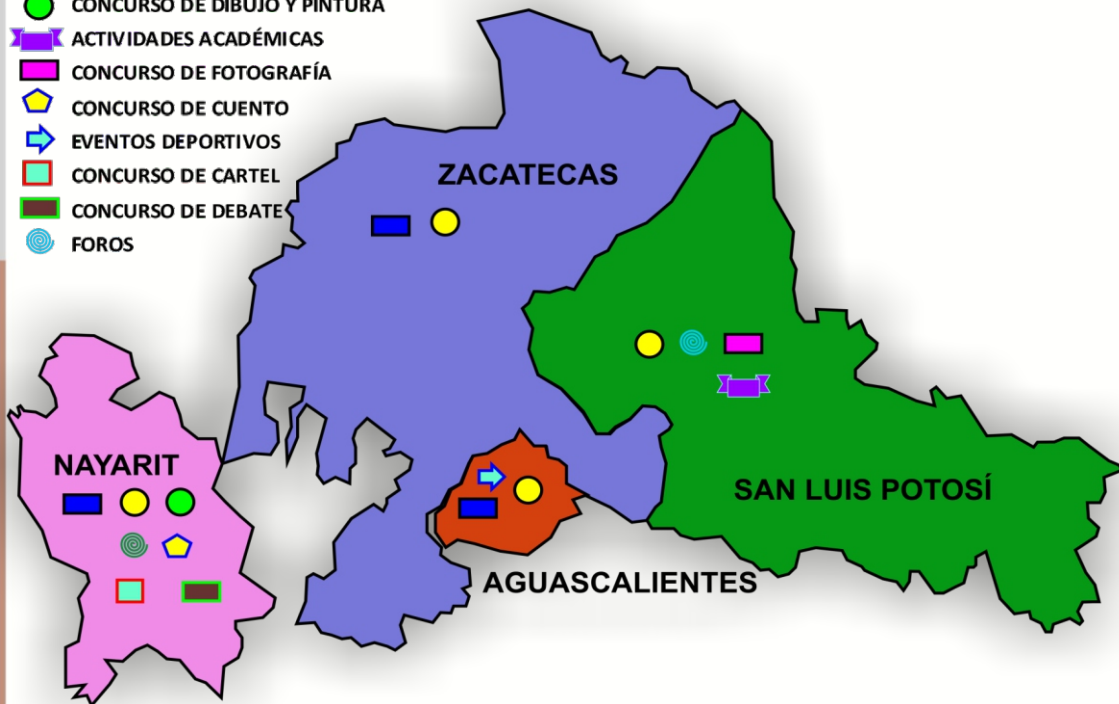 CONCURSO DE DIBUJO Y PINTURA
ACTIVIDADES ACADÉMICAS
CONCURSO DE FOTOGRAFÍA
CONCURSO DE CUENTO
EVENTOS DEPORTIVOS
CONCURSO DE CARTEL
CONCURSO DE DEBATE
FOROS
ZACATECAS
NAYARIT
SAN LUIS POTOSÍ
AGUASCALIENTES